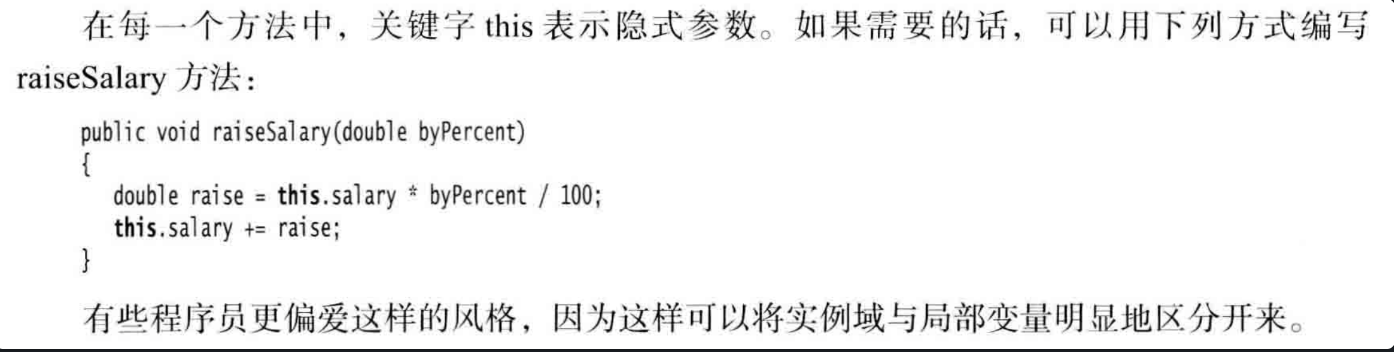 在每一个方法中，关键字 this 表示隐式参数。如果需要的话，可以用下列方式编写
raiseSalary 方法：
public void raiseSalary(double byPercent)
{
double raise = this.salary * byPercent / 100;
this.salary += raise;
}
有些程序员更偏爱这样的风格，因为这样可以将实例域与局部变量明显地区分开来。